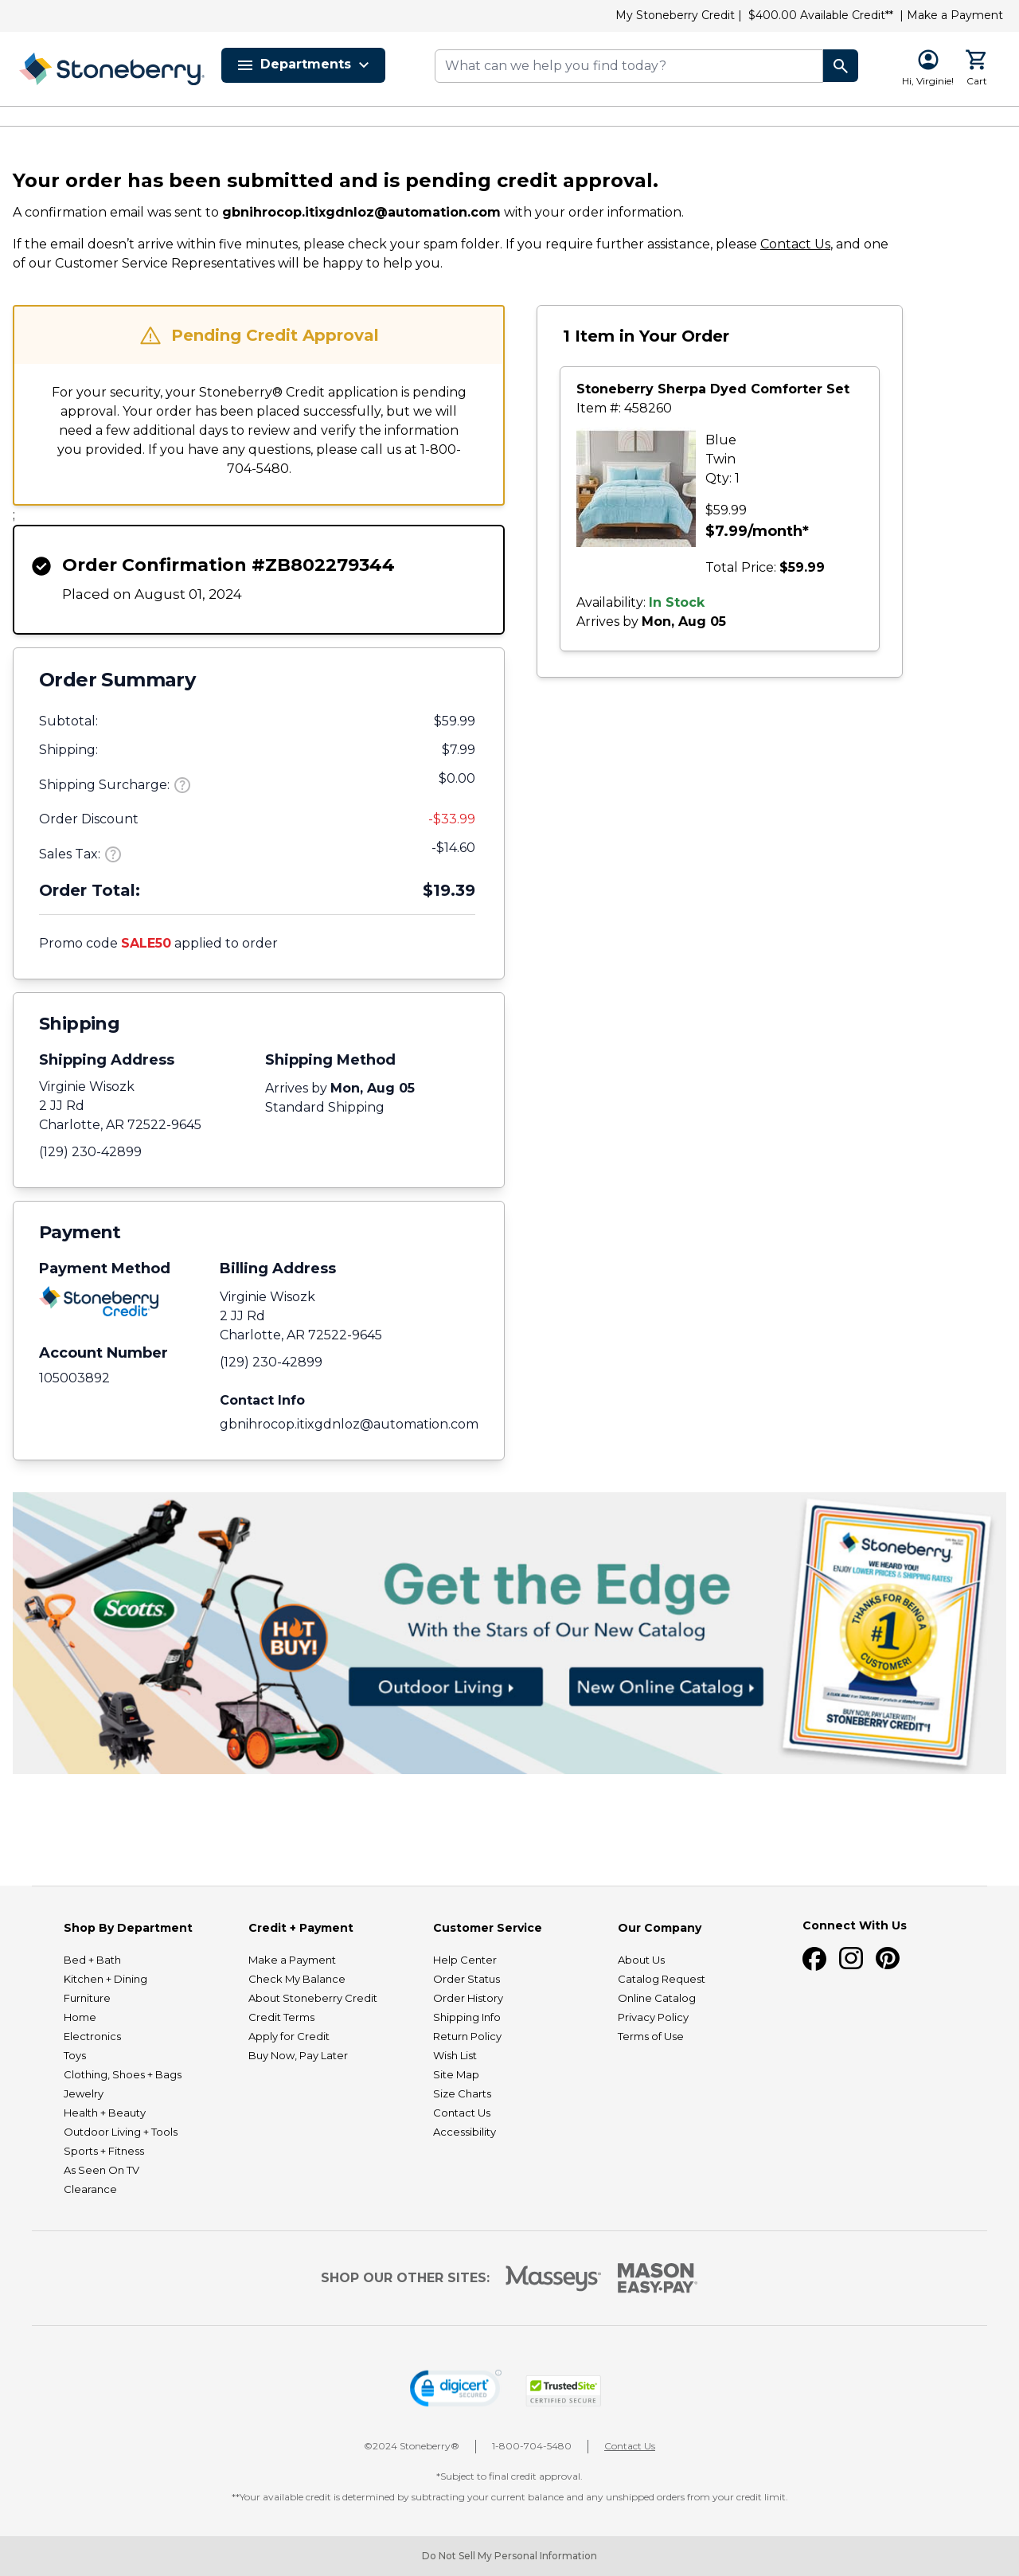 My Stoneberry Credit | $400.00 Available Credit** | Make a Payment
Stoneberry
Departments
What can we help you find today?
Hi, Virginie!
Cart
Your order has been submitted and is pending credit approval.
A confirmation email was sent to gbnihrocop.itixgdnloz@automation.com with your order information.
If the email doesn’t arrive within five minutes, please check your spam folder. If you require further assistance, please Contact Us, and one
of our Customer Service Representatives will be happy to help you.
Pending Credit Approval
For your security, your Stoneberry® Credit application is pending
approval. Your order has been placed successfully, but we will
need a few additional days to review and verify the information
you provided. If you have any questions, please call us at 1-800-
704-5480.
;
Order Confirmation #ZB802279344
Placed on August 01, 2024
Order Summary
Subtotal: $59.99
Shipping: $7.99
Shipping Surcharge: ? $0.00
Order Discount -$33.99
Sales Tax: ? -$14.60
Order Total: $19.39
Promo code SALE50 applied to order
Shipping
Shipping Address
Virginie Wisozk
2 JJ Rd
Charlotte, AR 72522-9645
(129) 230-42899
Shipping Method
Arrives by Mon, Aug 05
Standard Shipping
Payment
Payment Method
Stoneberry
Credit
Account Number
105003892
Billing Address
Virginie Wisozk
2 JJ Rd
Charlotte, AR 72522-9645
(129) 230-42899
Contact Info
gbnihrocop.itixgdnloz@automation.com
1 Item in Your Order
Stoneberry Sherpa Dyed Comforter Set
Item #: 458260
Blue
Twin
Qty: 1
$59.99
$7.99/month*
Total Price: $59.99
Availability: In Stock
Arrives by Mon, Aug 05
Scotts
HOT
BUY!
Get the Edge
With the Stars of Our New Catalog
Outdoor Living
New Online Catalog
Stoneberry
WE HEARD YOU!
ENJOY LOWER PRICES & SHIPPING RATES!
THANKS FOR BEING A
#1
CUSTOMER!
BUY NOW, PAY LATER WITH
STONEBERRY CREDIT!
Shop By Department
Bed + Bath
Kitchen + Dining
Furniture
Home
Electronics
Toys
Clothing, Shoes + Bags
Jewelry
Health + Beauty
Outdoor Living + Tools
Sports + Fitness
As Seen On TV
Clearance
Credit + Payment
Make a Payment
Check My Balance
About Stoneberry Credit
Credit Terms
Apply for Credit
Buy Now, Pay Later
Customer Service
Help Center
Order Status
Order History
Shipping Info
Return Policy
Wish List
Site Map
Size Charts
Contact Us
Accessibility
Our Company
About Us
Catalog Request
Online Catalog
Privacy Policy
Terms of Use
Connect With Us
SHOP OUR OTHER SITES:
Masseys
MASON
EASY•PAY
digicert
SECURED
TrustedSite
CERTIFIED SECURE
©2024 Stoneberry® | 1-800-704-5480 | Contact Us
*Subject to final credit approval.
**Your available credit is determined by subtracting your current balance and any unshipped orders from your credit limit.
Do Not Sell My Personal Information